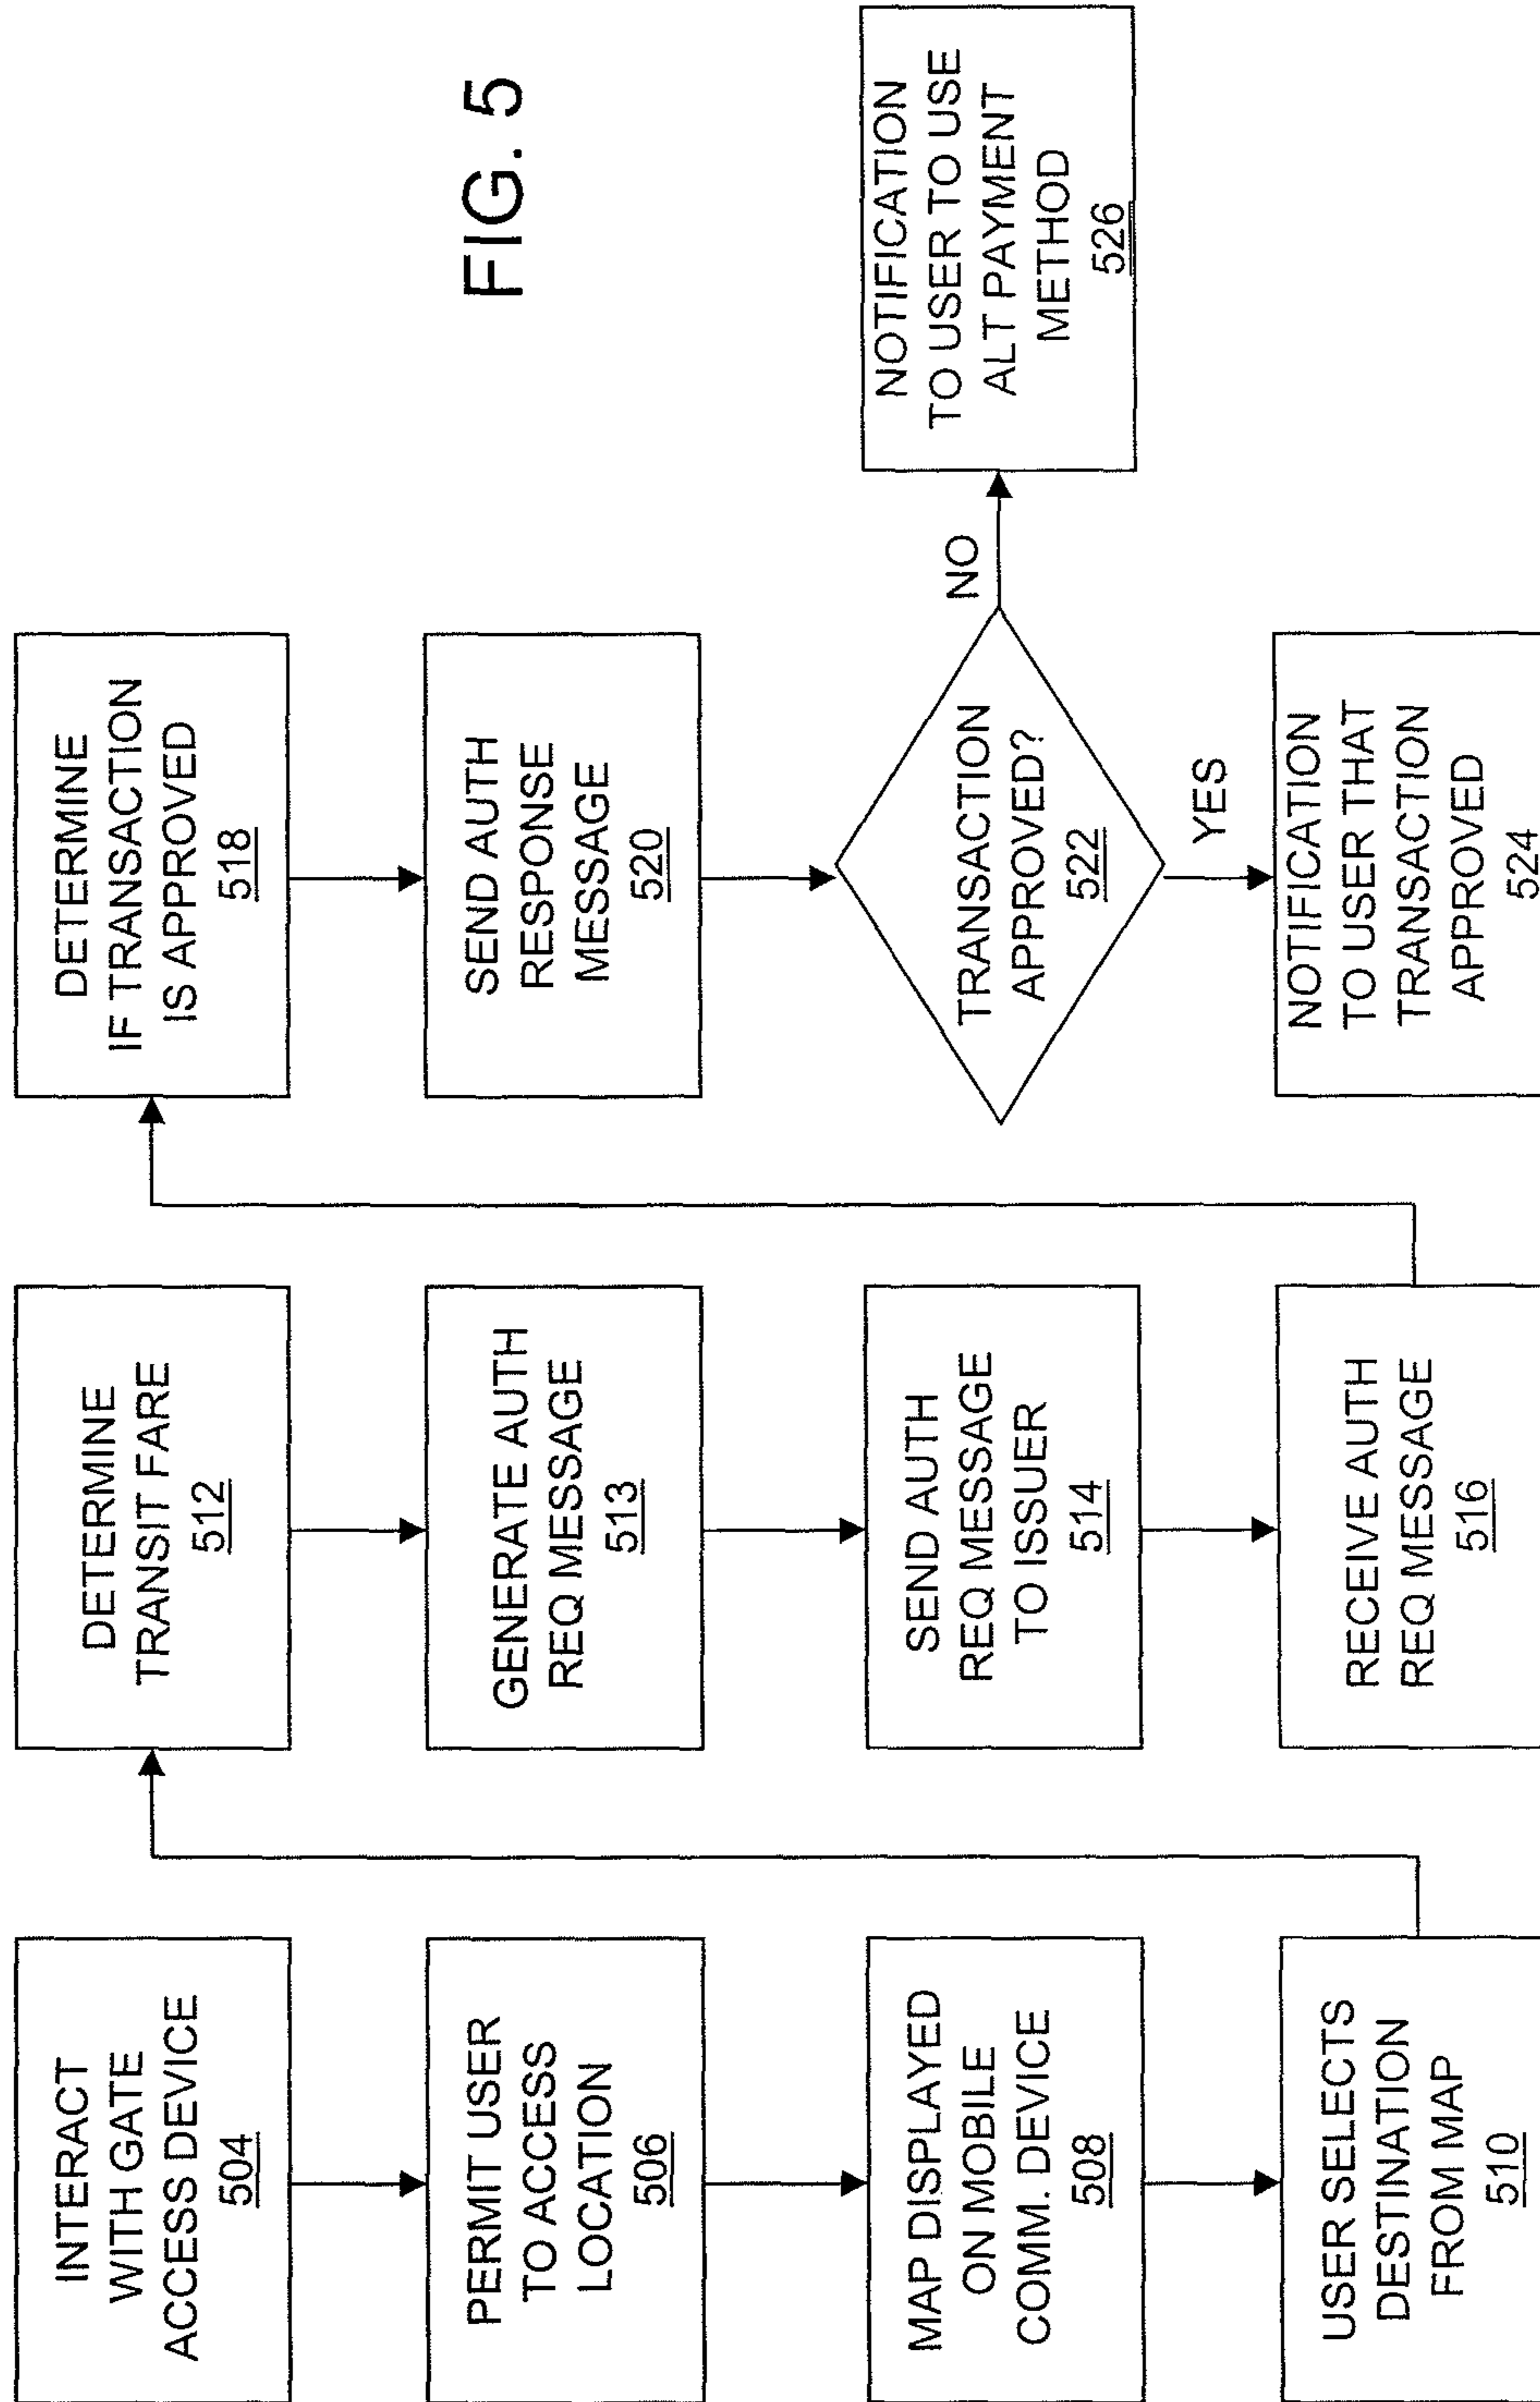 INTERACT
WITH GATE
ACCESS DEVICE
504
PERMIT USER
TO ACCESS
LOCATION
506
MAP DISPLAYED
ON MOBILE
COMM. DEVICE
508
USER SELECTS
DESTINATION
FROM MAP
510
DETERMINE
TRANSIT FARE
512
GENERATE AUTH
REQ MESSAGE
513
SEND AUTH
REQ MESSAGE
TO ISSUER
514
RECEIVE AUTH
REQ MESSAGE
516
DETERMINE
IF TRANSACTION
IS APPROVED
518
SEND AUTH
RESPONSE
MESSAGE
520
TRANSACTION
APPROVED?
522
NO
YES
NOTIFICATION
TO USER THAT
TRANSACTION
APPROVED
524
NOTIFICATION
TO USER TO USE
ALT PAYMENT
METHOD
526
FIG. 5